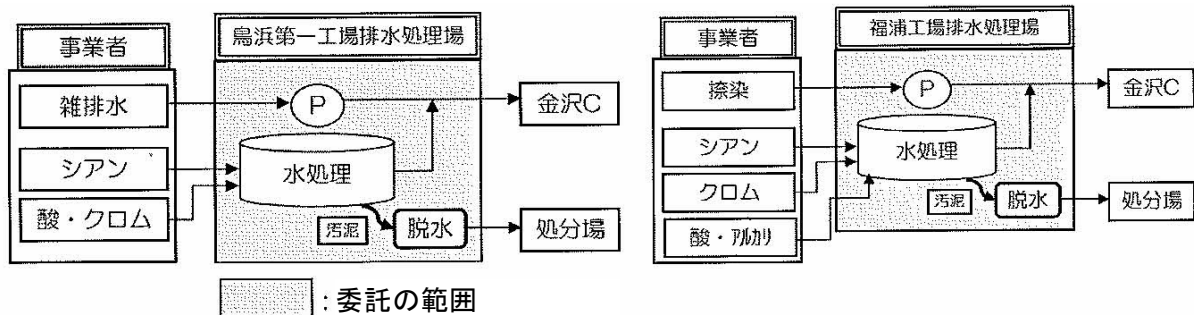 事業者
鳥浜第一工場排水処理場
雑排水
P
金沢C
シアン
水処理
酸・クロム
汚泥
脱水
処分場
:委託の範囲
事業者
福浦工場排水処理場
捺染
P
金沢C
シアン
水処理
クロム
汚泥
脱水
処分場
酸・アルカリ